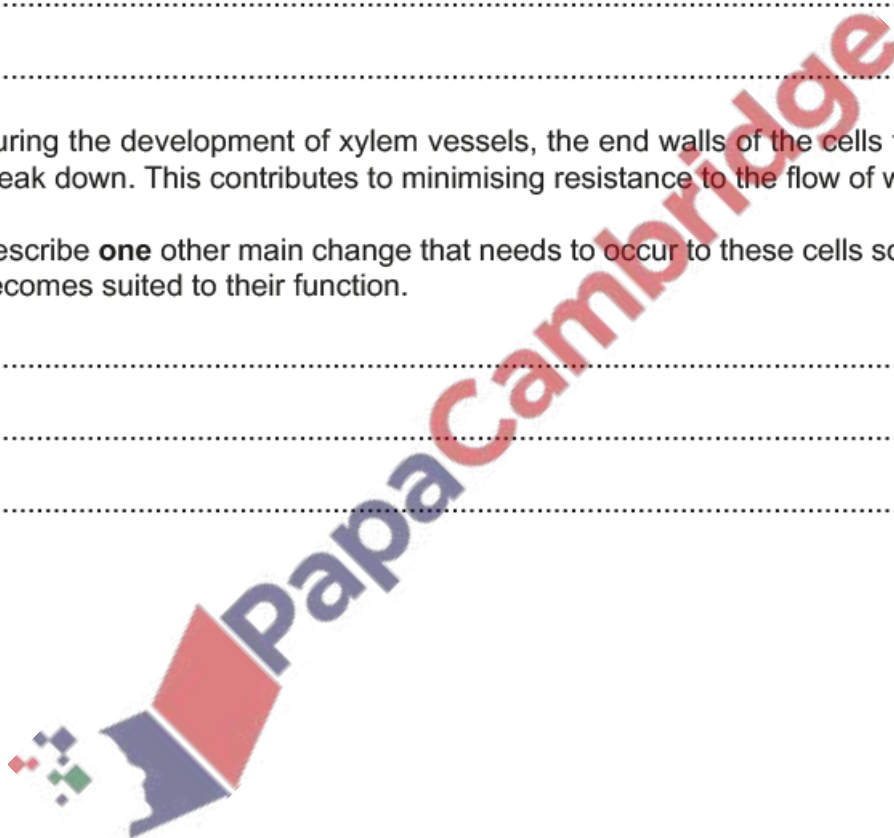 uring the development of xylem vessels, the end walls of the cells
eak down. This contributes to minimising resistance to the flow of
escribe one other main change that needs to occur to these cells
ecomes suited to their function.
PapaCambridge